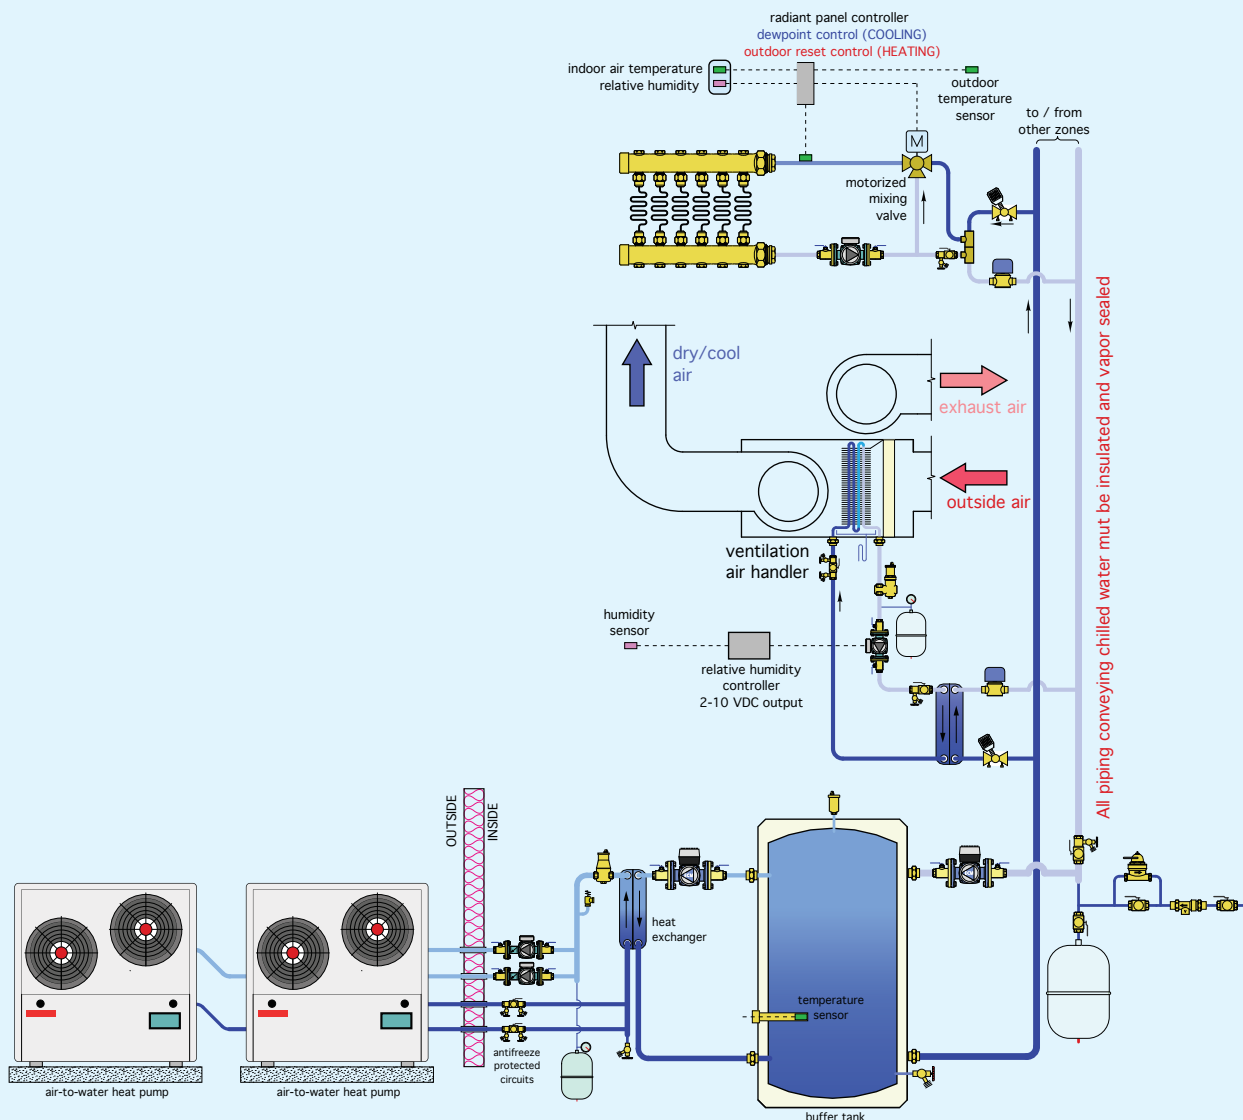 radiant panel controller
dewpoint control (COOLING)
outdoor reset control (HEATING)
indoor air temperature
relative humidity
outdoor
temperature
sensor
to / from
other zones
M
motorized
mixing
valve
dry/cool
air
exhaust air
outside air
ventilation
air handler
humidity
sensor
relative humidity
controller
2-10 VDC output
All piping conveying chilled water mut be insulated and vapor sealed
OUTSIDE
INSIDE
heat
exchanger
temperature
sensor
antifreeze
protected
circuits
air-to-water heat pump
air-to-water heat pump
buffer tank